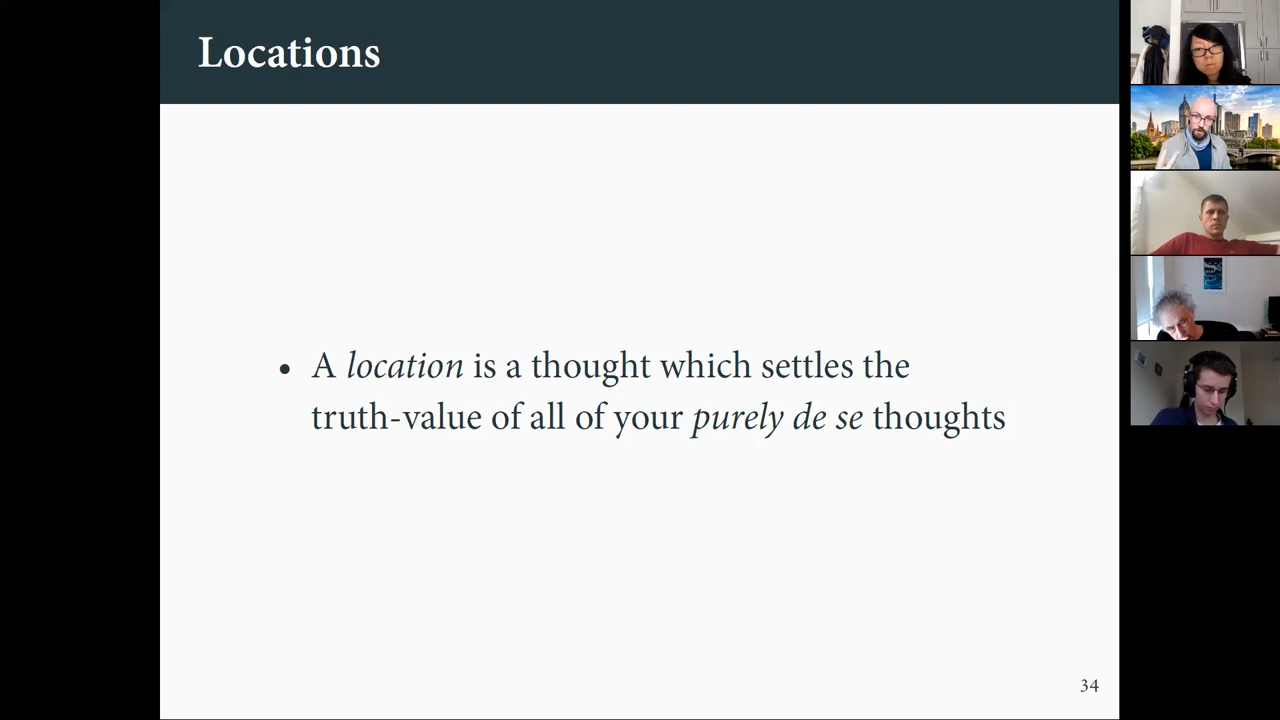 Locations
• A location is a thought which settles the
truth-value of all of your purely de se thoughts
34